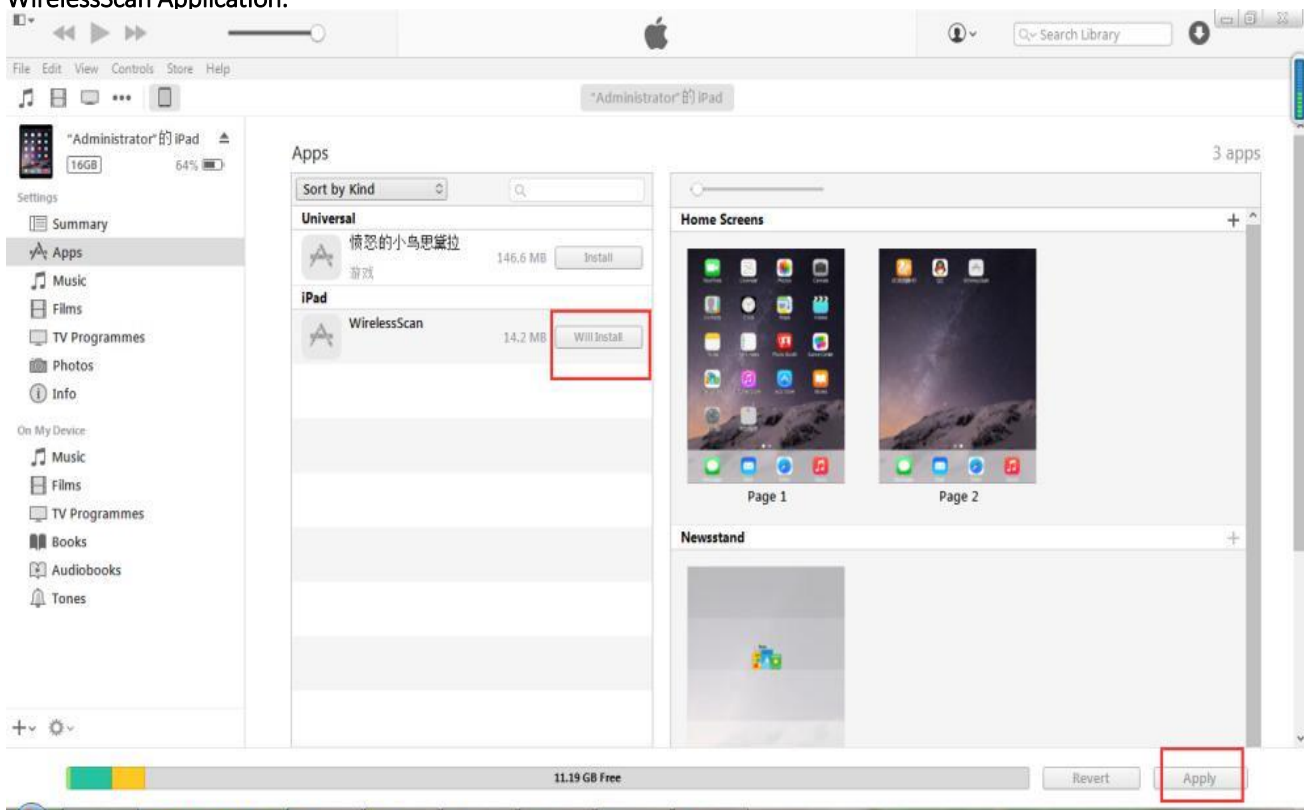 WirelessScan Application.
Search Library
File Edit View Controls Store Help
"Administrator"的 iPad
"Administrator"的 iPad
16GB 64%
Apps 3 apps
Settings
Sort by Kind
Summary
Universal
Home Screens
Apps
愤怒的小鸟思黛拉
146.6 MB Install
游戏
Music
iPad
Films
WirelessScan
14.2 MB Will Install
TV Programmes
Photos
Info
On My Device
Music
Films
Page 1 Page 2
TV Programmes
Newsstand
Books
Audiobooks
Tones
11.19 GB Free Revert Apply